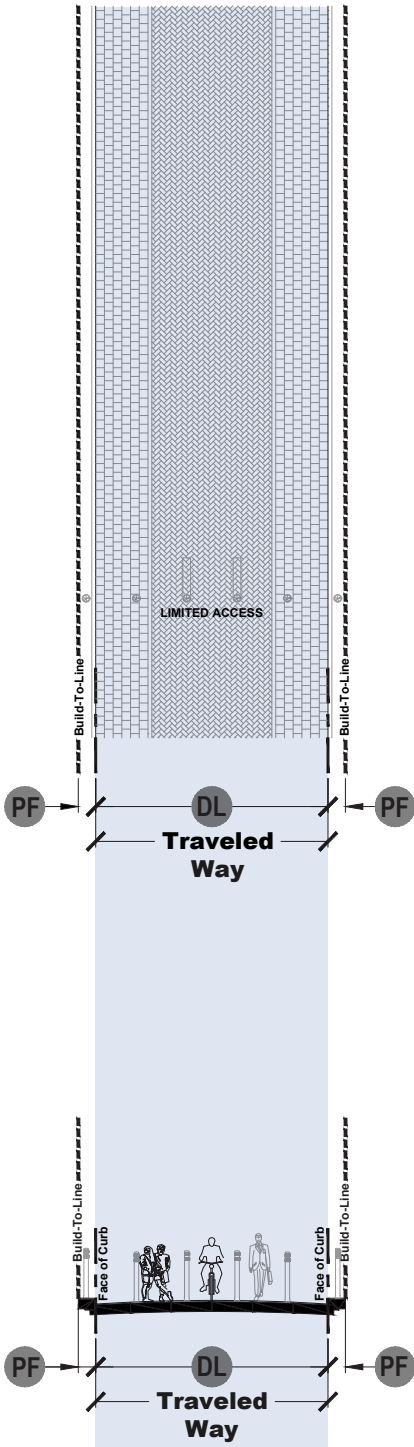 LIMITED ACCESS
Build-To-Line
Build-To-Line
PF
DL
PF
Traveled
Way
Build-To-Line
Face of Curb
Face of Curb
Build-To-Line
PF
DL
PF
Traveled
Way